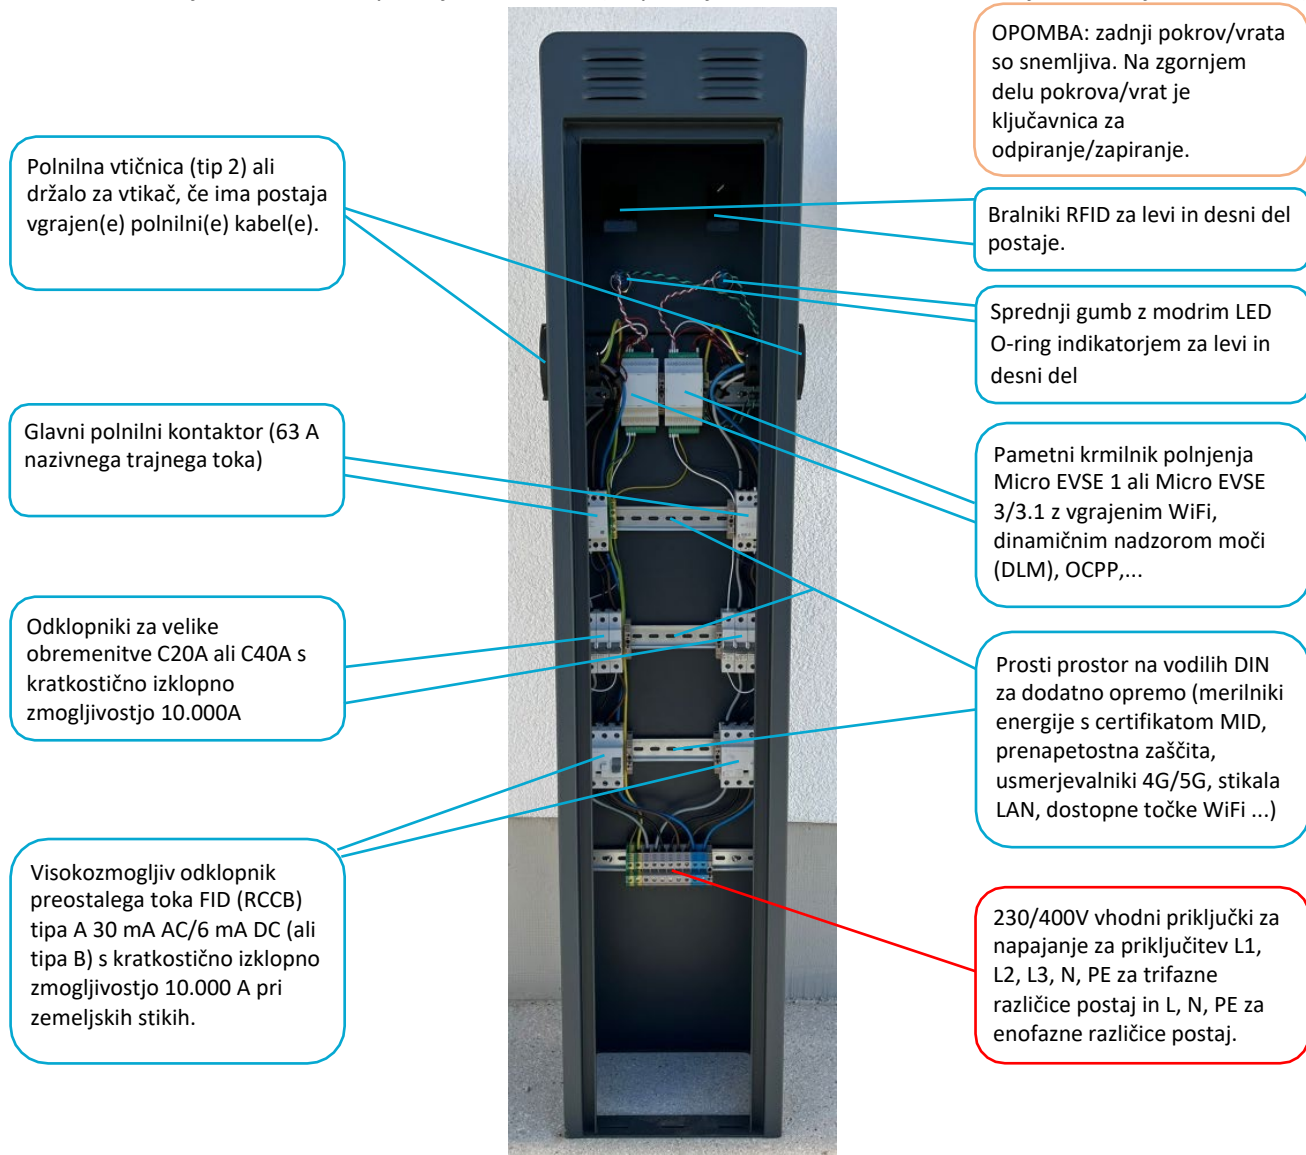 OPOMBA: zadnji pokrov/vrata
so snemljiva. Na zgornjem
delu pokrova/vrat je
ključavnica za
odpiranje/zapiranje.
Polnilna vtičnica (tip 2) ali
držalo za vtikač, če ima postaja
vgrajen(e) polnilni(e) kabel(e).
Bralniki RFID za levi in desni del
postaje.
Sprednji gumb z modrim LED
O-ring indikatorjem za levi in
desni del
Glavni polnilni kontaktor (63 A
nazivnega trajnega toka)
Pametni krmilnik polnjenja
Micro EVSE 1 ali Micro EVSE
3/3.1 z vgrajenim WiFi,
dinamičnim nadzorom moči
(DLM), OCPP,...
Odklopniki za velike
obremenitve C20A ali C40A s
kratkostično izklopno
zmogljivostjo 10.000A
Prosti prostor na vodilih DIN
za dodatno opremo (merilniki
energije s certifikatom MID,
prenapetostna zaščita,
usmerjevalniki 4G/5G, stikala
LAN, dostopne točke WiFi ...)
Visokozmogljiv odklopnik
preostalega toka FID (RCCB)
tipa A 30 mA AC/6 mA DC (ali
tipa B) s kratkostično izklopno
zmogljivostjo 10.000 A pri
zemeljskih stikih.
230/400V vhodni priključki za
napajanje za priključitev L1,
L2, L3, N, PE za trifazne
različice postaj in L, N, PE za
enofazne različice postaj.